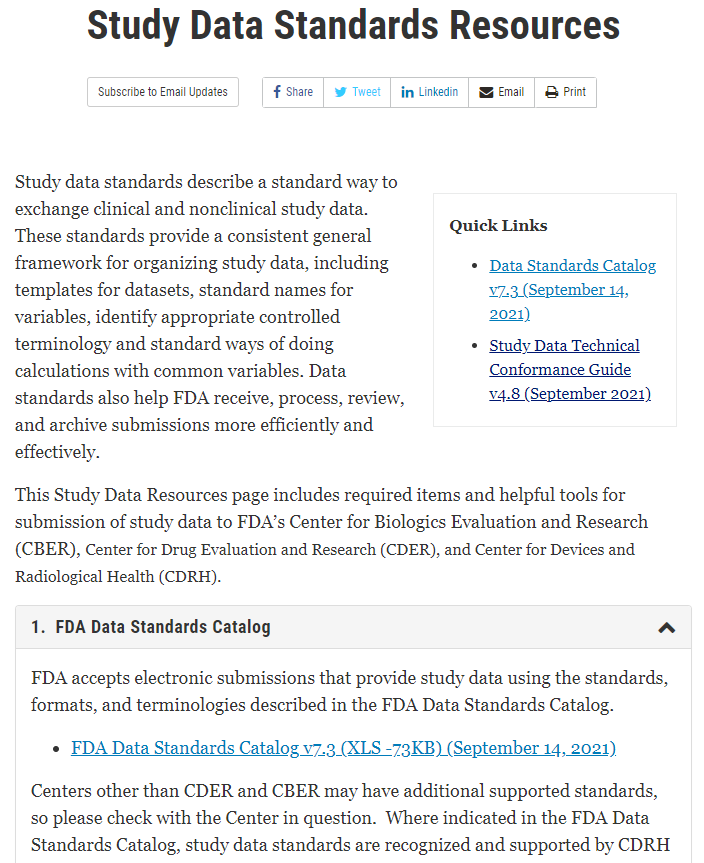 Study Data Standards Resources
Subscribe to Email Updates
Share
Tweet
Linkedin
Email
Print
Study data standards describe a standard way to
exchange clinical and nonclinical study data.
These standards provide a consistent general
framework for organizing study data, including
templates for datasets, standard names for
variables, identify appropriate controlled
terminology and standard ways of doing
calculations with common variables. Data
standards also help FDA receive, process, review,
and archive submissions more efficiently and
effectively.
Quick Links
• Data Standards Catalog
v7.3 (September 14,
2021)
• Study Data Technical
Conformance Guide
v4.8 (September 2021)
This Study Data Resources page includes required items and helpful tools for
submission of study data to FDA’s Center for Biologics Evaluation and Research
(CBER), Center for Drug Evaluation and Research (CDER), and Center for Devices and
Radiological Health (CDRH).
1. FDA Data Standards Catalog
FDA accepts electronic submissions that provide study data using the standards,
formats, and terminologies described in the FDA Data Standards Catalog.
• FDA Data Standards Catalog v7.3 (XLS -73KB) (September 14, 2021)
Centers other than CDER and CBER may have additional supported standards,
so please check with the Center in question. Where indicated in the FDA Data
Standards Catalog, study data standards are recognized and supported by CDRH